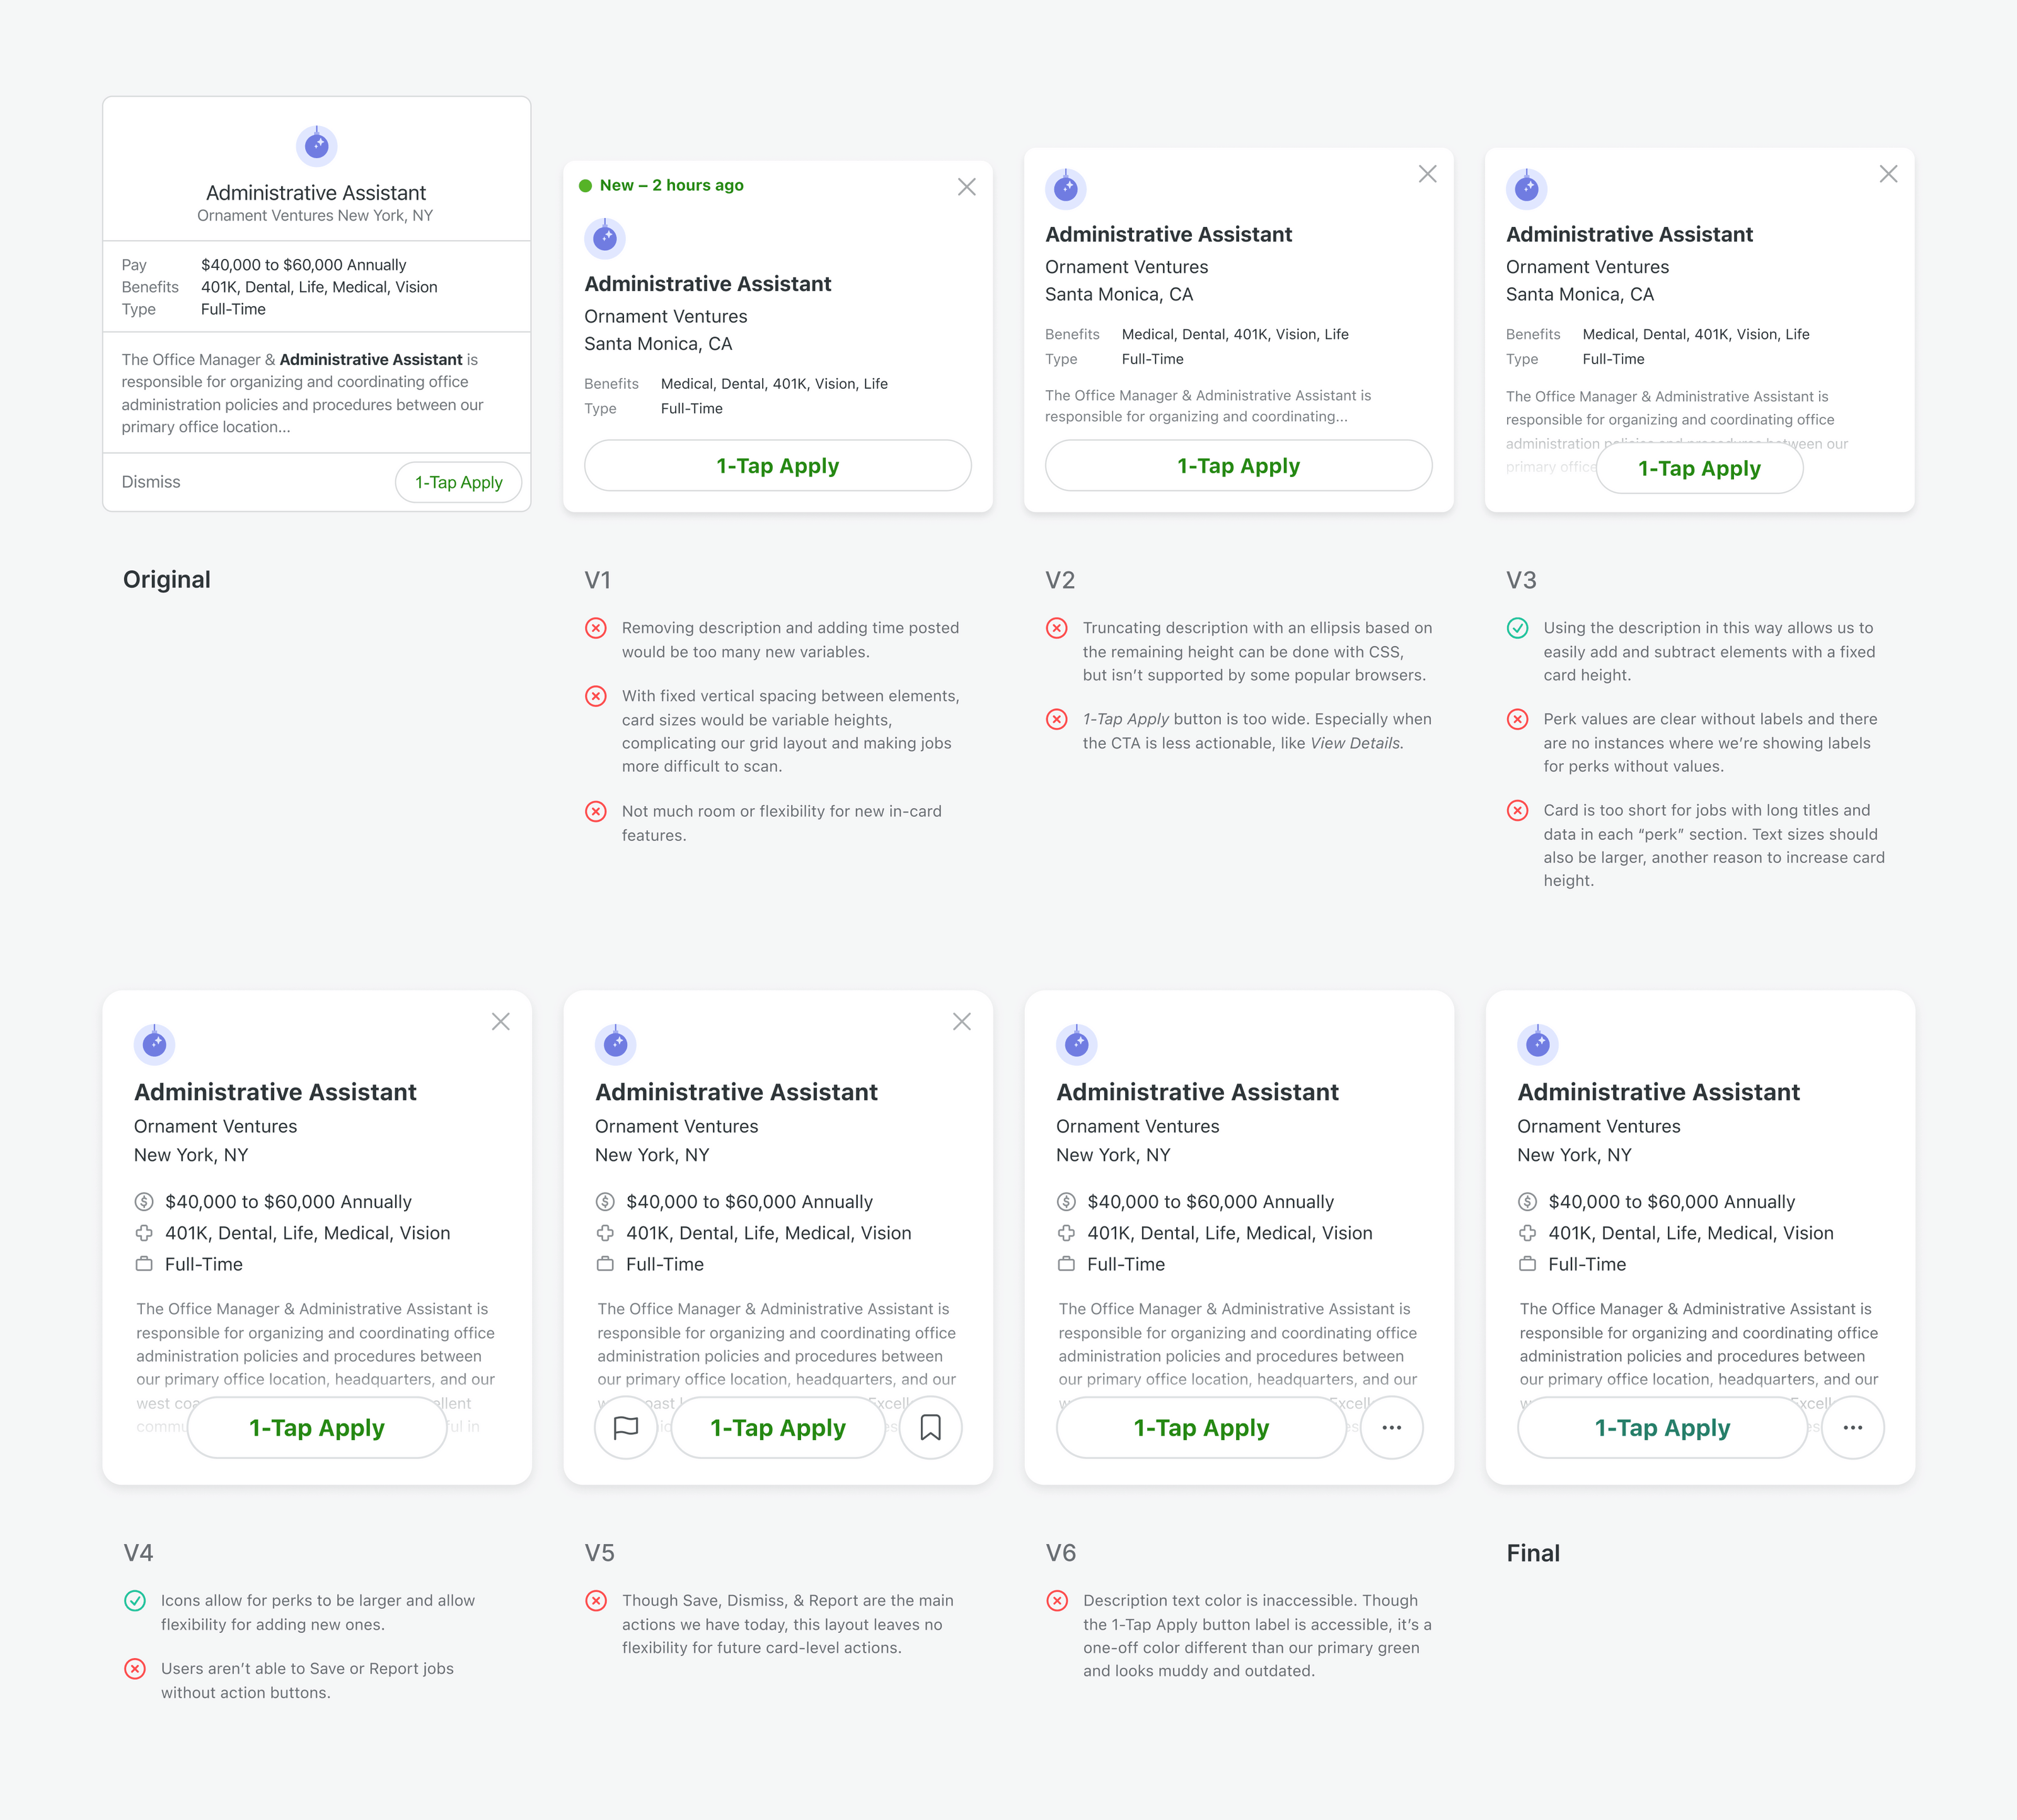 Administrative Assistant
Ornament Ventures New York, NY
Pay $40,000 to $60,000 Annually
Benefits 401K, Dental, Life, Medical, Vision
Type Full-Time
The Office Manager & Administrative Assistant is
responsible for organizing and coordinating office
administration policies and procedures between our
primary office location...
Dismiss 1-Tap Apply
Original
New – 2 hours ago
Administrative Assistant
Ornament Ventures
Santa Monica, CA
Benefits Medical, Dental, 401K, Vision, Life
Type Full-Time
1-Tap Apply
V1
Removing description and adding time posted
would be too many new variables.
With fixed vertical spacing between elements,
card sizes would be variable heights,
complicating our grid layout and making jobs
more difficult to scan.
Not much room or flexibility for new in-card
features.
Administrative Assistant
Ornament Ventures
Santa Monica, CA
Benefits Medical, Dental, 401K, Vision, Life
Type Full-Time
The Office Manager & Administrative Assistant is
responsible for organizing and coordinating...
1-Tap Apply
V2
Truncating description with an ellipsis based on
the remaining height can be done with CSS,
but isn’t supported by some popular browsers.
1-Tap Apply button is too wide. Especially when
the CTA is less actionable, like View Details.
Administrative Assistant
Ornament Ventures
Santa Monica, CA
Benefits Medical, Dental, 401K, Vision, Life
Type Full-Time
The Office Manager & Administrative Assistant is
responsible for organizing and coordinating office
administration policies and procedures between our
primary office
1-Tap Apply
V3
Using the description in this way allows us to
easily add and subtract elements with a fixed
card height.
Perk values are clear without labels and there
are no instances where we’re showing labels
for perks without values.
Card is too short for jobs with long titles and
data in each “perk” section. Text sizes should
also be larger, another reason to increase card
height.
Administrative Assistant
Ornament Ventures
New York, NY
$40,000 to $60,000 Annually
401K, Dental, Life, Medical, Vision
Full-Time
The Office Manager & Administrative Assistant is
responsible for organizing and coordinating office
administration policies and procedures between
our primary office location, headquarters, and our
west
1-Tap Apply
V4
Icons allow for perks to be larger and allow
flexibility for adding new ones.
Users aren’t able to Save or Report jobs
without action buttons.
Administrative Assistant
Ornament Ventures
New York, NY
$40,000 to $60,000 Annually
401K, Dental, Life, Medical, Vision
Full-Time
The Office Manager & Administrative Assistant is
responsible for organizing and coordinating office
administration policies and procedures between
our primary office location, headquarters, and our
1-Tap Apply
V5
Though Save, Dismiss, & Report are the main
actions we have today, this layout leaves no
flexibility for future card-level actions.
Administrative Assistant
Ornament Ventures
New York, NY
$40,000 to $60,000 Annually
401K, Dental, Life, Medical, Vision
Full-Time
The Office Manager & Administrative Assistant is
responsible for organizing and coordinating office
administration policies and procedures between
our primary office location, headquarters, and our
1-Tap Apply
V6
Description text color is inaccessible. Though
the 1-Tap Apply button label is accessible, it’s a
one-off color different than our primary green
and looks muddy and outdated.
Administrative Assistant
Ornament Ventures
New York, NY
$40,000 to $60,000 Annually
401K, Dental, Life, Medical, Vision
Full-Time
The Office Manager & Administrative Assistant is
responsible for organizing and coordinating office
administration policies and procedures between
our primary office location, headquarters, and our
1-Tap Apply
Final